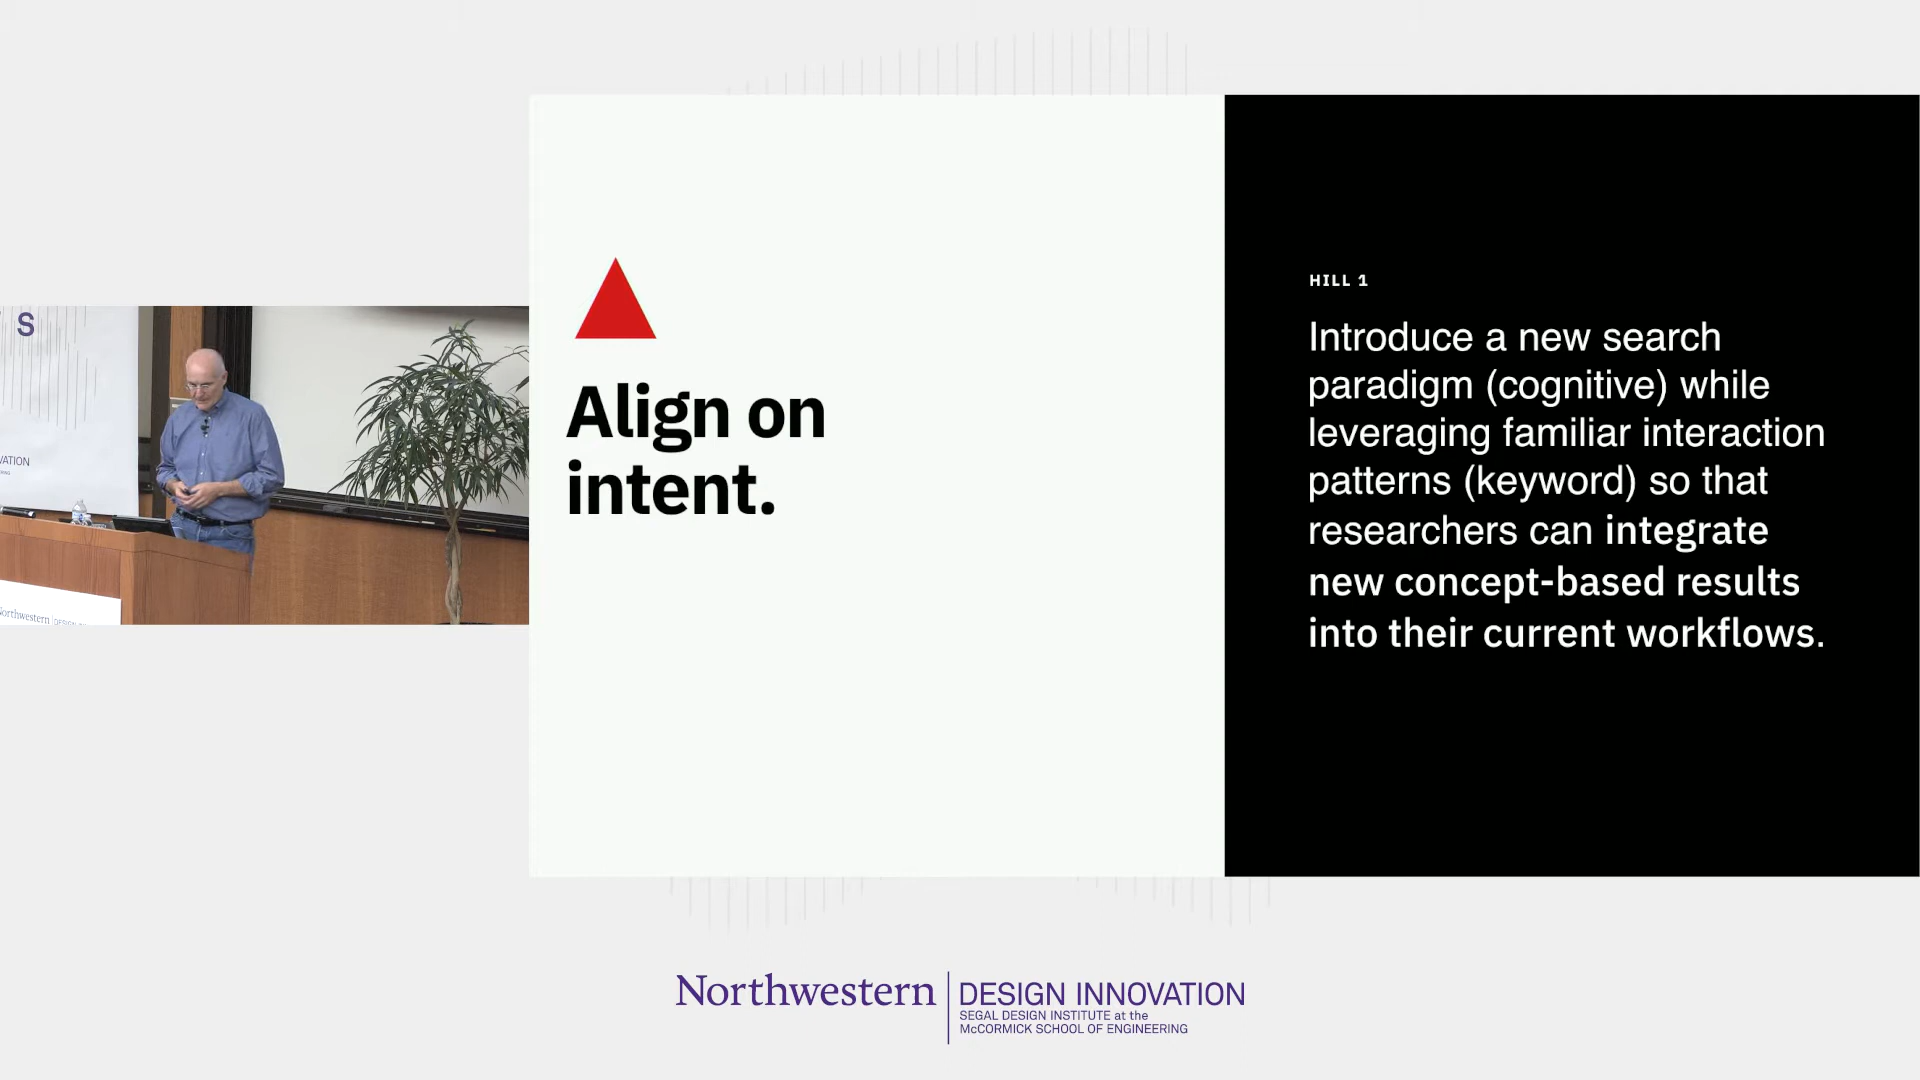 S
VATION
Northwestern
Align on
intent.
HILL 1
Introduce a new search
paradigm (cognitive) while
leveraging familiar interaction
patterns (keyword) so that
researchers can integrate
new concept-based results
into their current workflows.
Northwestern
DESIGN INNOVATION
SEGAL DESIGN INSTITUTE at the
McCORMICK SCHOOL OF ENGINEERING